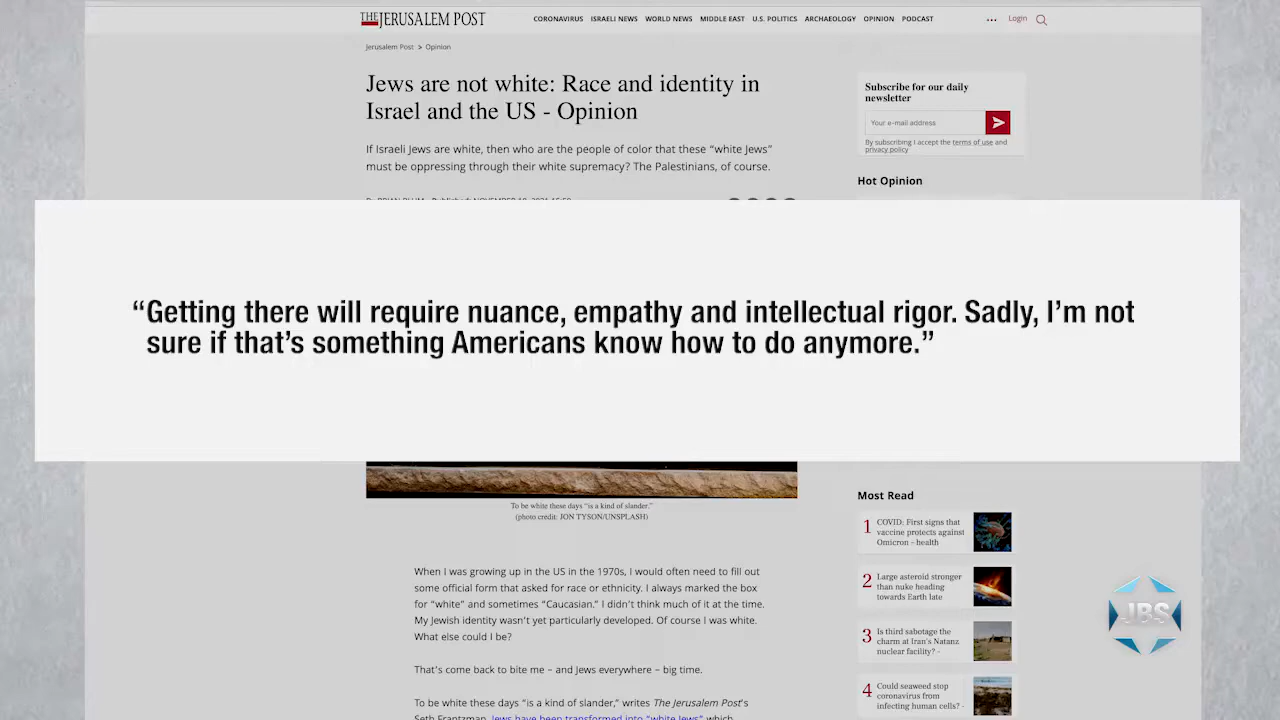 THE JERUSALEM POST
CORONAVIRUS ISRAELI NEWS WORLD NEWS MIDDLE EAST U.S. POLITICS ARCHAEOLOGY OPINION PODCAST ... Login
Jerusalem Post > Opinion
Jews are not white: Race and identity in
Israel and the US - Opinion
If Israeli Jews are white, then who are the people of color that these “white Jews”
must be oppressing through their white supremacy? The Palestinians, of course.
Subscribe for our daily
newsletter
Your e-mail address
By subscribing I accept the terms of use and
privacy policy
Hot Opinion
“Getting there will require nuance, empathy and intellectual rigor. Sadly, I’m not
sure if that’s something Americans know how to do anymore.”
To be white these days “is a kind of slander.”
(photo credit: JON TYSON/UNSPLASH)
When I was growing up in the US in the 1970s, I would often need to fill out
some official form that asked for race or ethnicity. I always marked the box
for “white” and sometimes “Caucasian.” I didn’t think much of it at the time.
My Jewish identity wasn’t yet particularly developed. Of course I was white.
What else could I be?
That’s come back to bite me – and Jews everywhere – big time.
To be white these days “is a kind of slander,” writes The Jerusalem Post’s
Seth Frantzman. Jews have been transformed into “white Jews” which
Most Read
1 COVID: First signs that
vaccine protects against
Omicron - health
2 Large asteroid stronger
than nuke heading
towards Earth late
3 Is third sabotage the
charm at Iran's Natanz
nuclear facility? -
4 Could seaweed stop
coronavirus from
infecting human cells? -
JBS